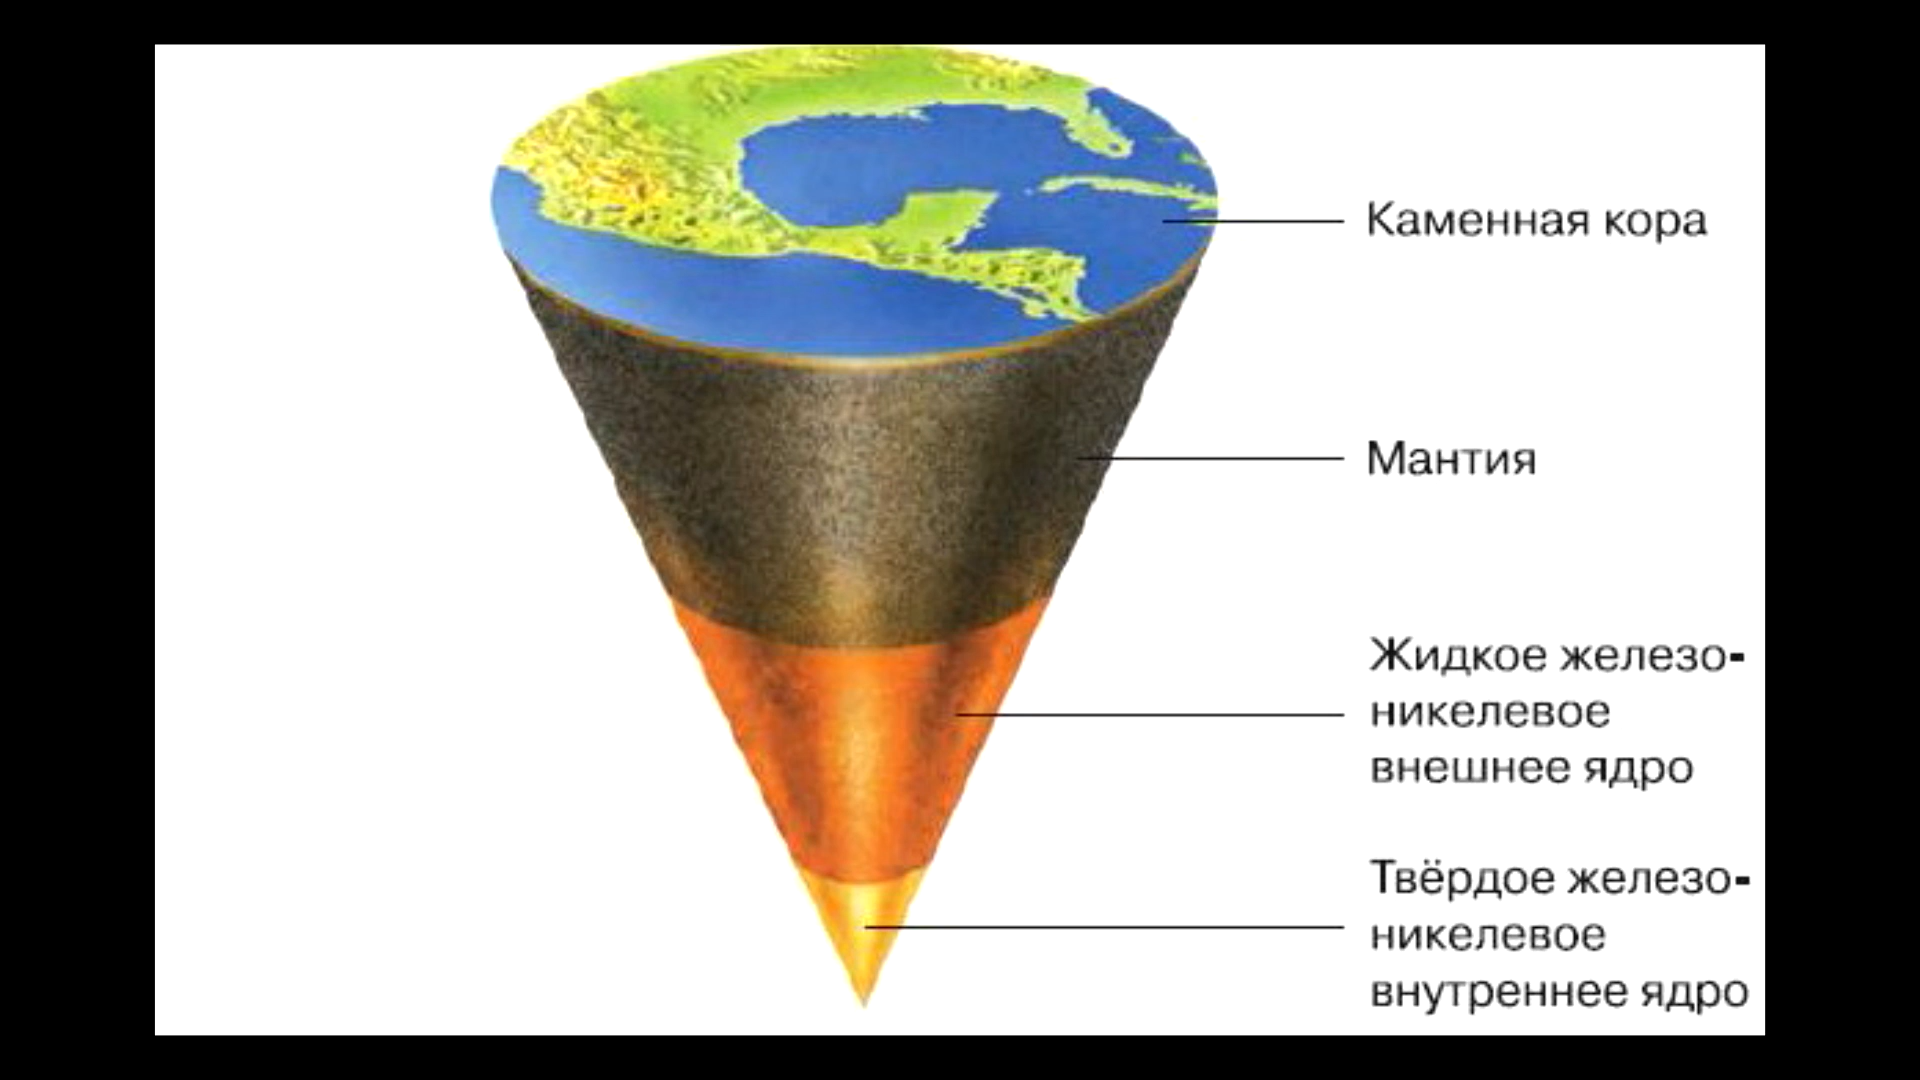 Каменная кора
Мантия
Жидкое железо-
никелевое
внешнее ядро
Твёрдое железо-
никелевое
внутреннее ядро